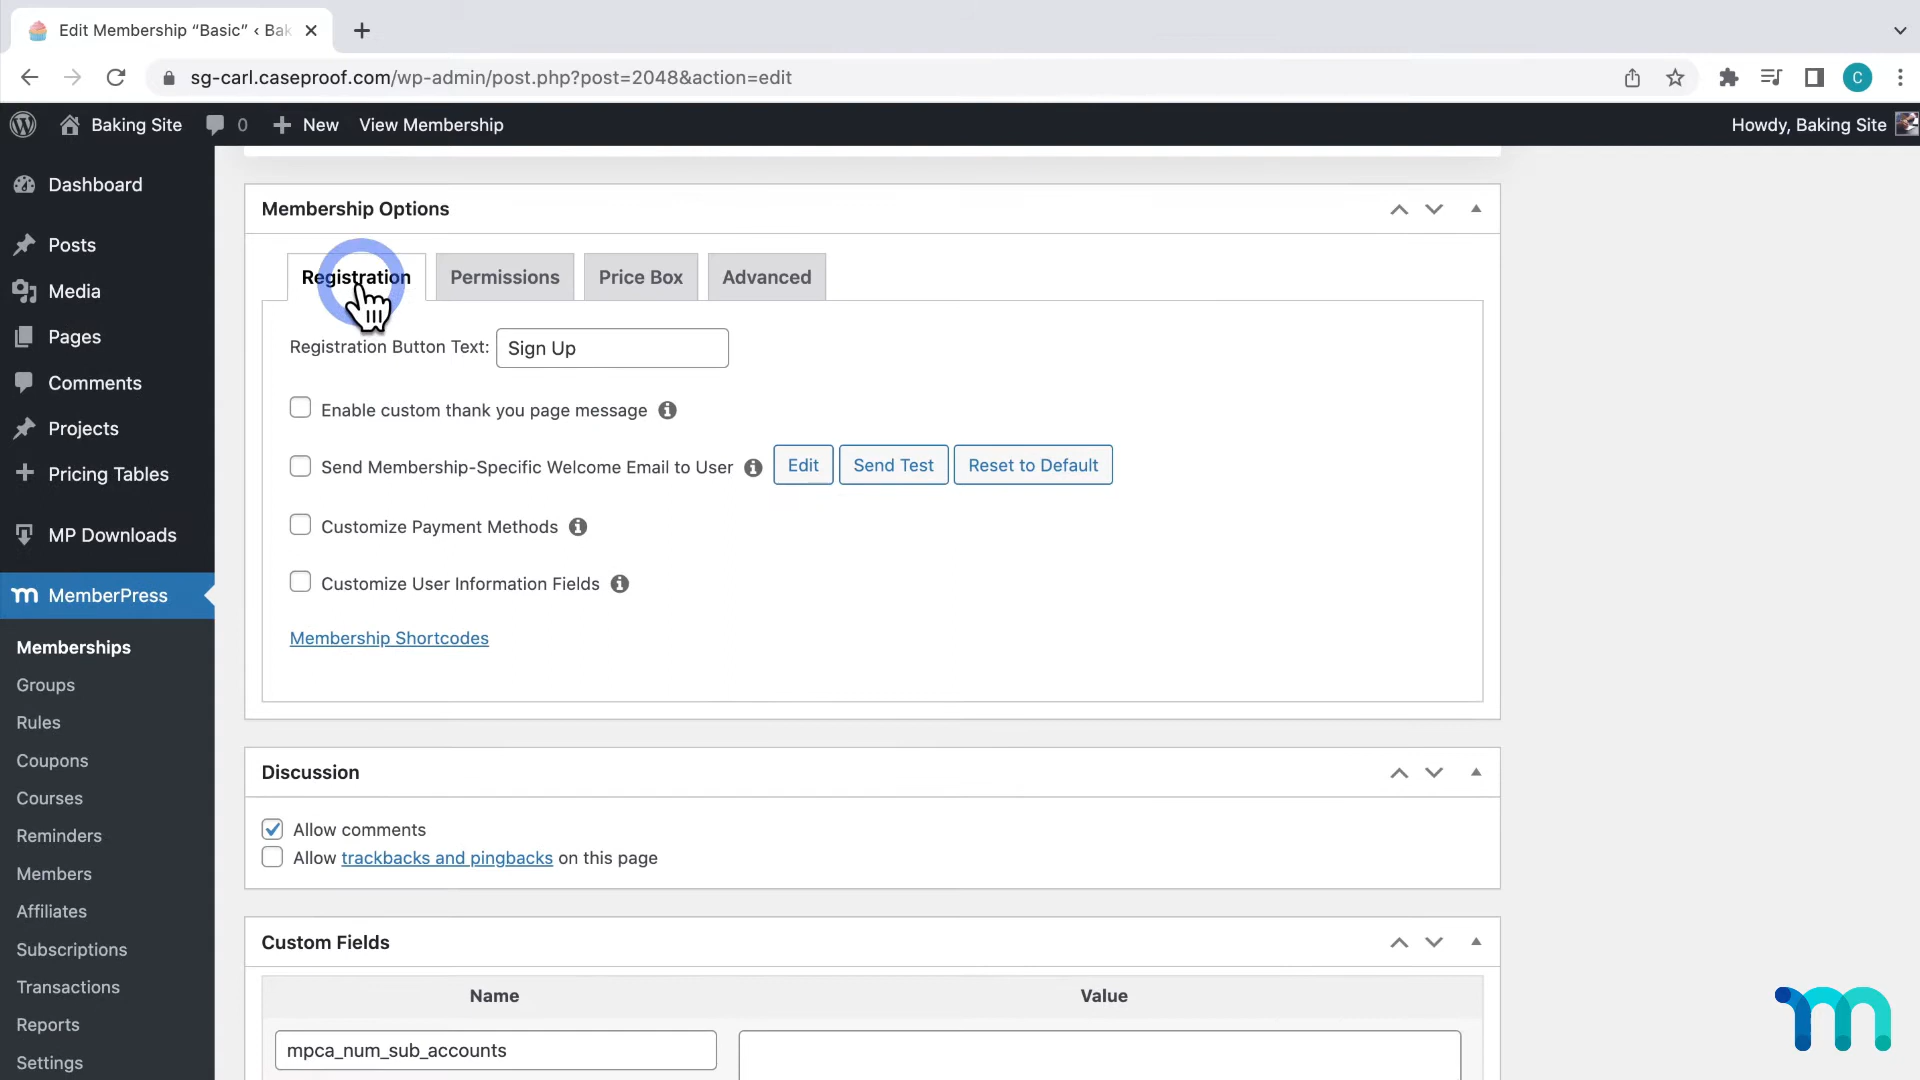 Edit Membership “Basic” ‹ Bak
sg-carl.caseproof.com/wp-admin/post.php?post=2048&action=edit
C
Baking Site
0
New
View Membership
Howdy, Baking Site
Dashboard
Posts
Media
Pages
Comments
Projects
Pricing Tables
MP Downloads
MemberPress
Memberships
Groups
Rules
Coupons
Courses
Reminders
Members
Affiliates
Subscriptions
Transactions
Reports
Settings
Membership Options
Registration
Permissions
Price Box
Advanced
Registration Button Text: Sign Up
Enable custom thank you page message
Send Membership-Specific Welcome Email to User
Edit
Send Test
Reset to Default
Customize Payment Methods
Customize User Information Fields
Membership Shortcodes
Discussion
Allow comments
Allow trackbacks and pingbacks on this page
Custom Fields
Name
Value
mpca_num_sub_accounts